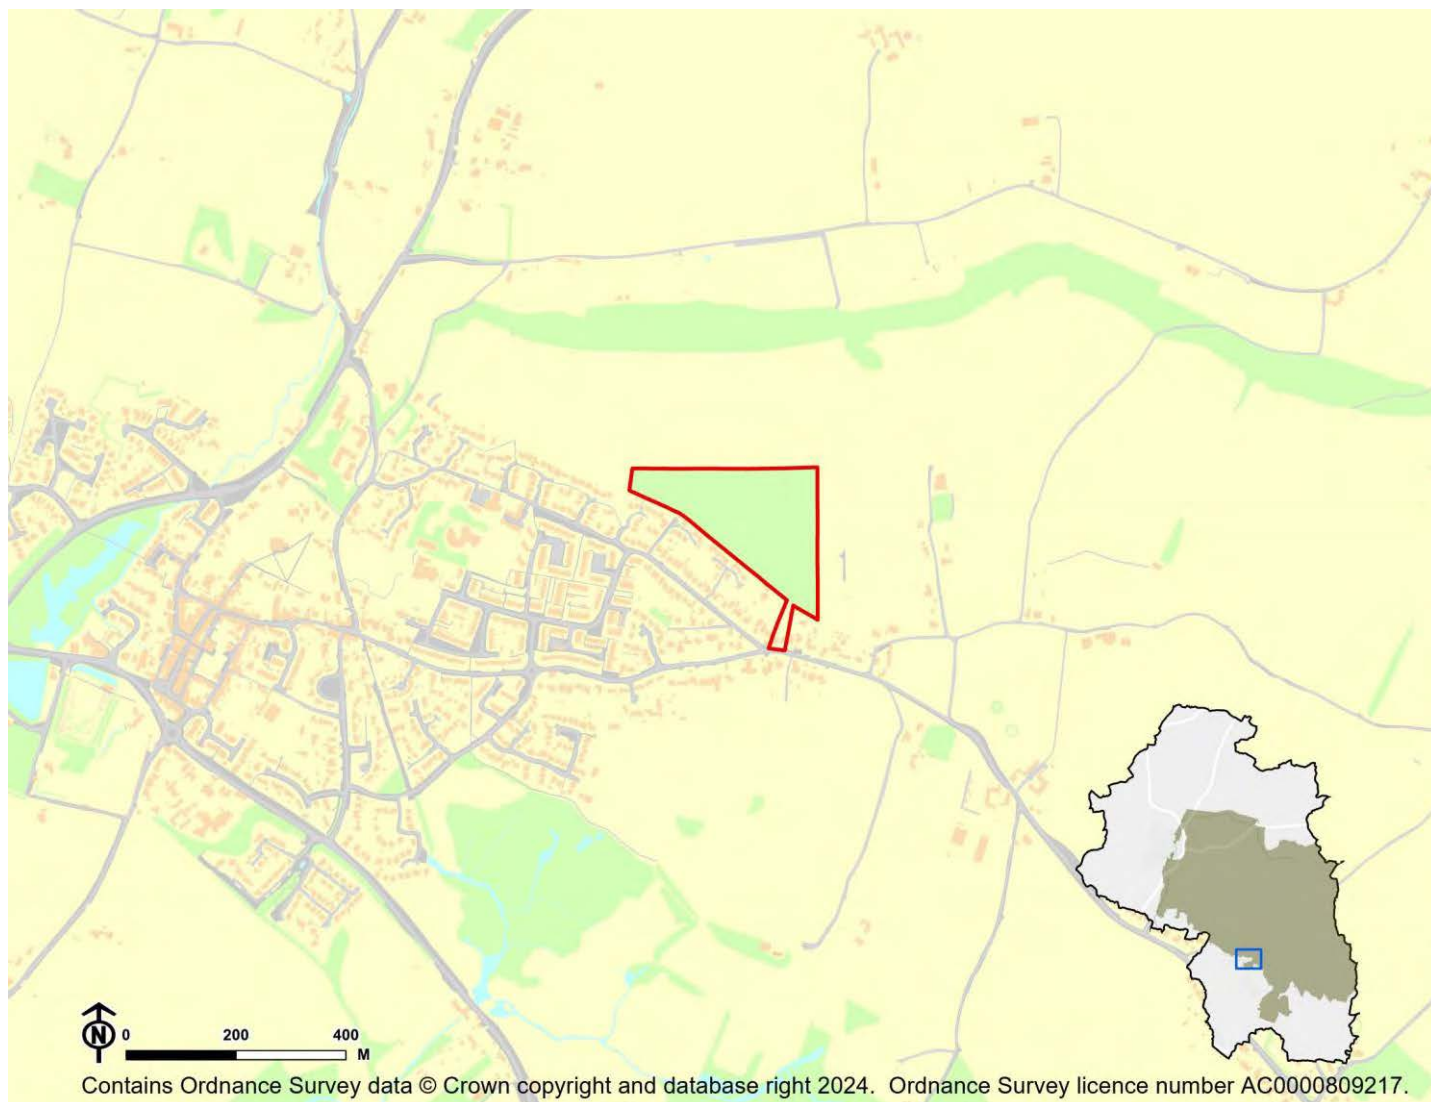 N
0 200 400
M
Contains Ordnance Survey data © Crown copyright and database right 2024. Ordnance Survey licence number AC0000809217.